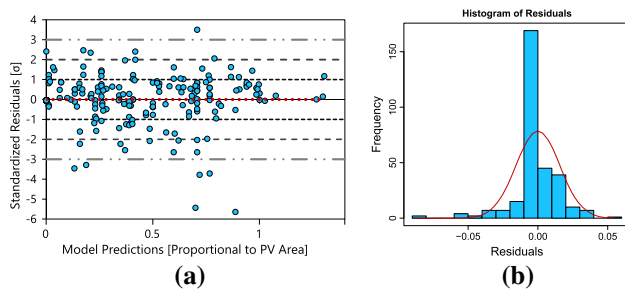 4
3
2
1
0
-1
-2
-3
-4
-5
-6
Standardized Residuals [σ]
0 0.5 1
Model Predictions [Proportional to PV Area]
(a)
Histogram of Residuals
150
100
50
0
Frequency
−0.05 0.00 0.05
Residuals
(b)